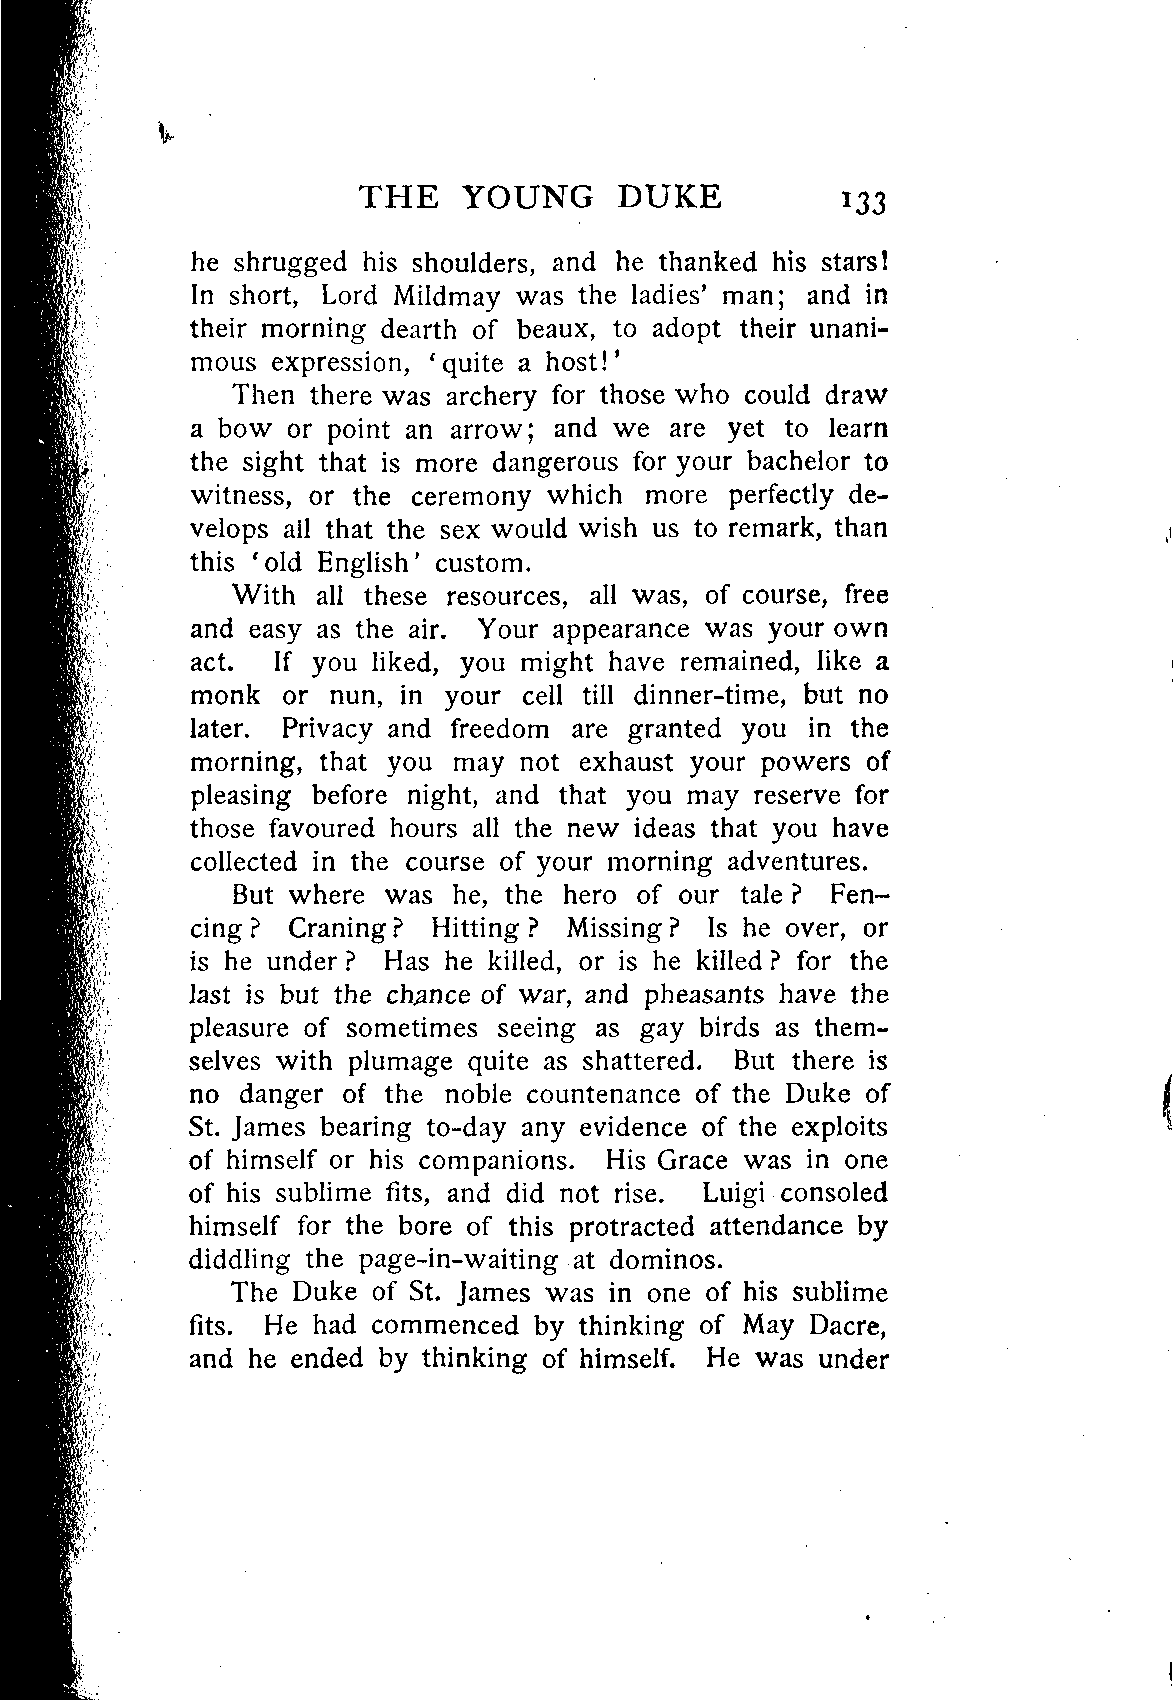 THE YOUNG DUKE 133
he shrugged his shoulders, and he thanked his stars!
In short, Lord Mildmay was the ladies' man; and in
their morning dearth of beaux, to adopt their unani-
mous expression, 'quite a host!'
Then there was archery for those who could draw
a bow or point an arrow; and we are yet to learn
the sight that is more dangerous for your bachelor to
witness, or the ceremony which more perfectly de-
velops all that the sex would wish us to remark, than
this 'old English' custom.
With all these resources, all was, of course, free
and easy as the air. Your appearance was your own
act. If you liked, you might have remained, like a
monk or nun, in your cell till dinner-time, but no
later. Privacy and freedom are granted you in the
morning, that you may not exhaust your powers of
pleasing before night, and that you may reserve for
those favoured hours all the new ideas that you have
collected in the course of your morning adventures.
But where was he, the hero of our tale? Fen-
cing? Craning? Hitting? Missing? Is he over, or
is he under? Has he killed, or is he killed? for the
last is but the chance of war, and pheasants have the
pleasure of sometimes seeing as gay birds as them-
selves with plumage quite as shattered. But there is
no danger of the noble countenance of the Duke of
St. James bearing to-day any evidence of the exploits
of himself or his companions. His Grace was in one
of his sublime fits, and did not rise. Luigi consoled
himself for the bore of this protracted attendance by
diddling the page-in-waiting at dominos.
The Duke of St. James was in one of his sublime
fits. He had commenced by thinking of May Dacre,
and he ended by thinking of himself. He was under